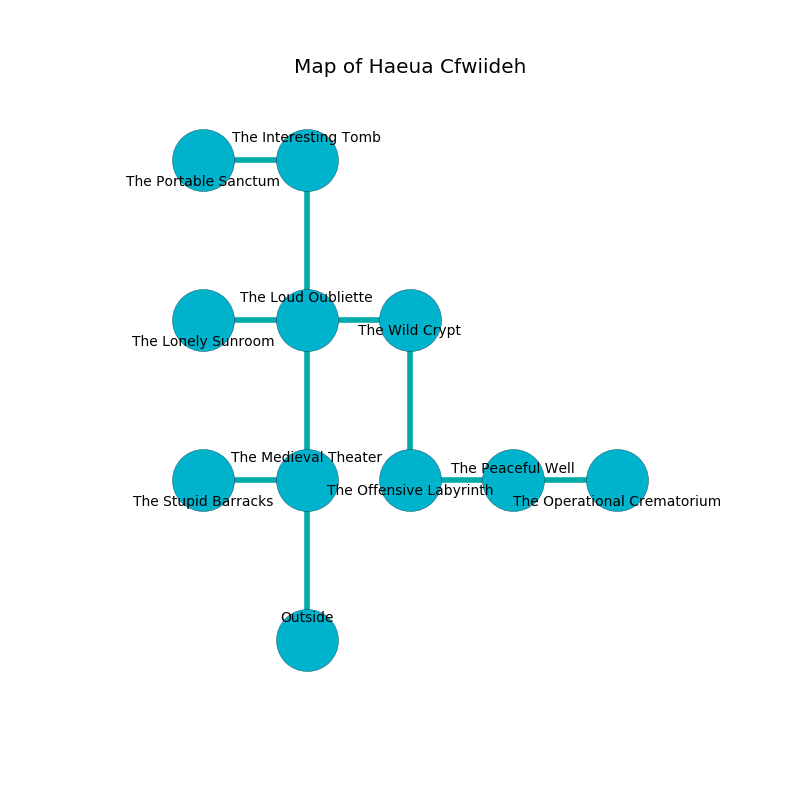 Map of Haeua Cfwiideh
The Interesting Tomb
The Portable Sanctum
The Loud Oubliette
The Wild Crypt
The Lonely Sunroom
The Medieval Theater
The Peaceful Well
The Offensive Labyrinth
The Stupid Barracks
The Operational Crematorium
Outside